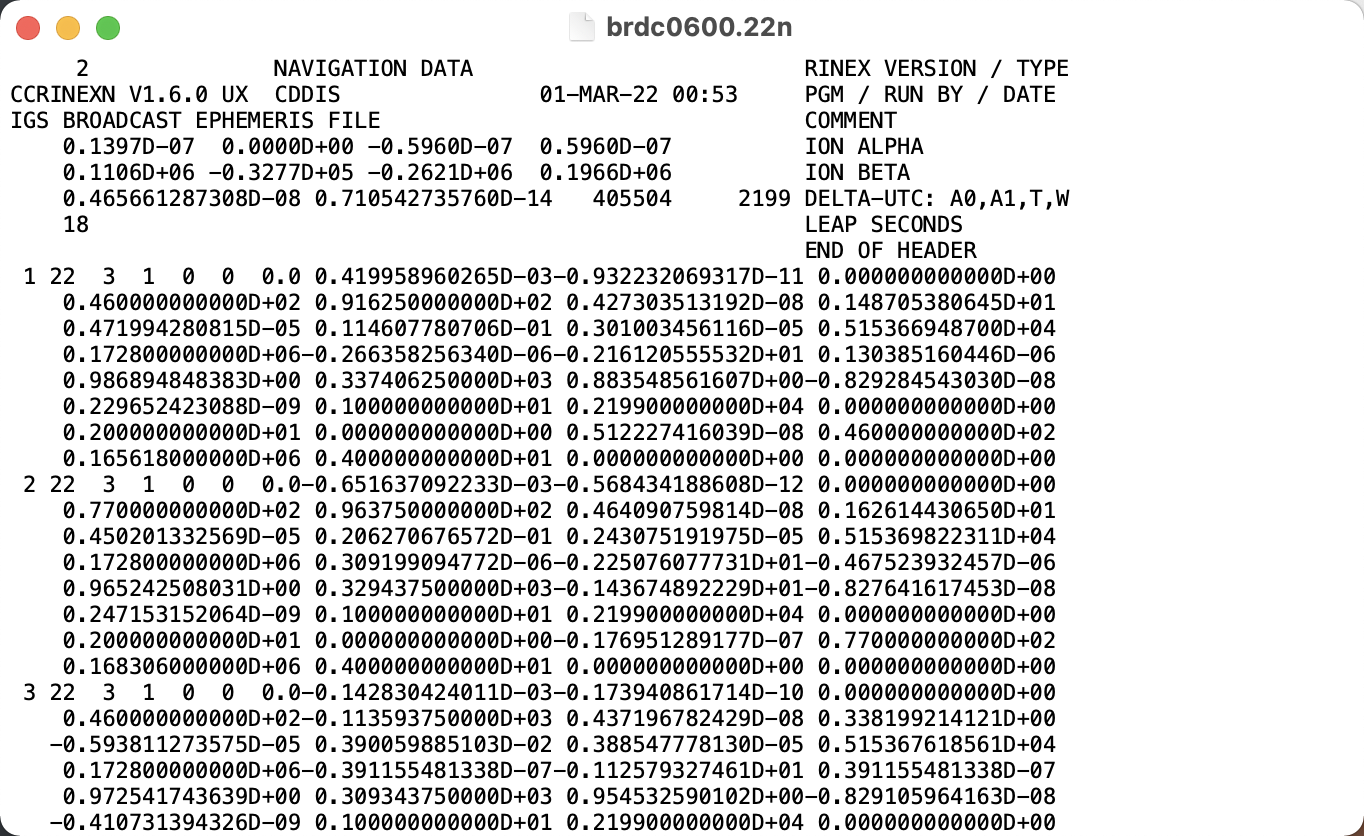 brdc0600.22n
     2              NAVIGATION DATA                         RINEX VERSION / TYPE
CCRINEXN V1.6.0 UX  CDDIS               01-MAR-22 00:53     PGM / RUN BY / DATE
IGS BROADCAST EPHEMERIS FILE                                COMMENT
    0.1397D-07  0.0000D+00 -0.5960D-07  0.5960D-07          ION ALPHA
    0.1106D+06 -0.3277D+05 -0.2621D+06  0.1966D+06          ION BETA
    0.465661287308D-08 0.710542735760D-14   405504     2199 DELTA-UTC: A0,A1,T,W
    18                                                      LEAP SECONDS
                                                            END OF HEADER
 1 22  3  1  0  0  0.0 0.419958960265D-03-0.932232069317D-11 0.000000000000D+00
    0.460000000000D+02 0.916250000000D+02 0.427303513192D-08 0.148705380645D+01
    0.471994280815D-05 0.114607780706D-01 0.301003456116D-05 0.515366948700D+04
    0.172800000000D+06-0.266358256340D-06-0.216120555532D+01 0.130385160446D-06
    0.986894848383D+00 0.337406250000D+03 0.883548561607D+00-0.829284543030D-08
    0.229652423088D-09 0.100000000000D+01 0.219900000000D+04 0.000000000000D+00
    0.200000000000D+01 0.000000000000D+00 0.512227416039D-08 0.460000000000D+02
    0.165618000000D+06 0.400000000000D+01 0.000000000000D+00 0.000000000000D+00
 2 22  3  1  0  0  0.0-0.651637092233D-03-0.568434188608D-12 0.000000000000D+00
    0.770000000000D+02 0.963750000000D+02 0.464090759814D-08 0.162614430650D+01
    0.450201332569D-05 0.206270676572D-01 0.243075191975D-05 0.515369822311D+04
    0.172800000000D+06 0.309199094772D-06-0.225076077731D+01-0.467523932457D-06
    0.965242508031D+00 0.329437500000D+03-0.143674892229D+01-0.827641617453D-08
    0.247153152064D-09 0.100000000000D+01 0.219900000000D+04 0.000000000000D+00
    0.200000000000D+01 0.000000000000D+00-0.176951289177D-07 0.770000000000D+02
    0.168306000000D+06 0.400000000000D+01 0.000000000000D+00 0.000000000000D+00
 3 22  3  1  0  0  0.0-0.142830424011D-03-0.173940861714D-10 0.000000000000D+00
    0.460000000000D+02-0.113593750000D+03 0.437196782429D-08 0.338199214121D+00
   -0.593811273575D-05 0.390059885103D-02 0.388547778130D-05 0.515367618561D+04
    0.172800000000D+06-0.391155481338D-07-0.112579327461D+01 0.391155481338D-07
    0.972541743639D+00 0.309343750000D+03 0.954532590102D+00-0.829105964163D-08
   -0.410731394326D-09 0.100000000000D+01 0.219900000000D+04 0.000000000000D+00